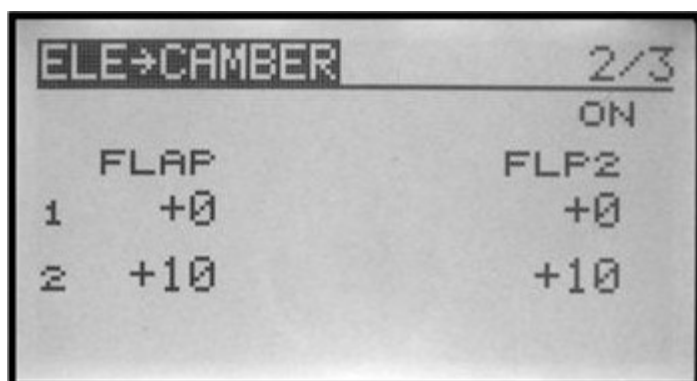 ELE→CAMBER 2/3
ON
FLAP FLP2
1 +0 +0
2 +10 +10